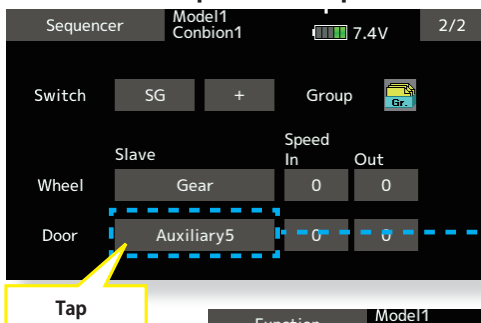 Sequencer Model1 Conbion1 7.4V 2/2
Switch SG + Group Gr.
Slave Speed In Out
Wheel Gear 0 0
Door Auxiliary5 0 0
Tap
Function Model1